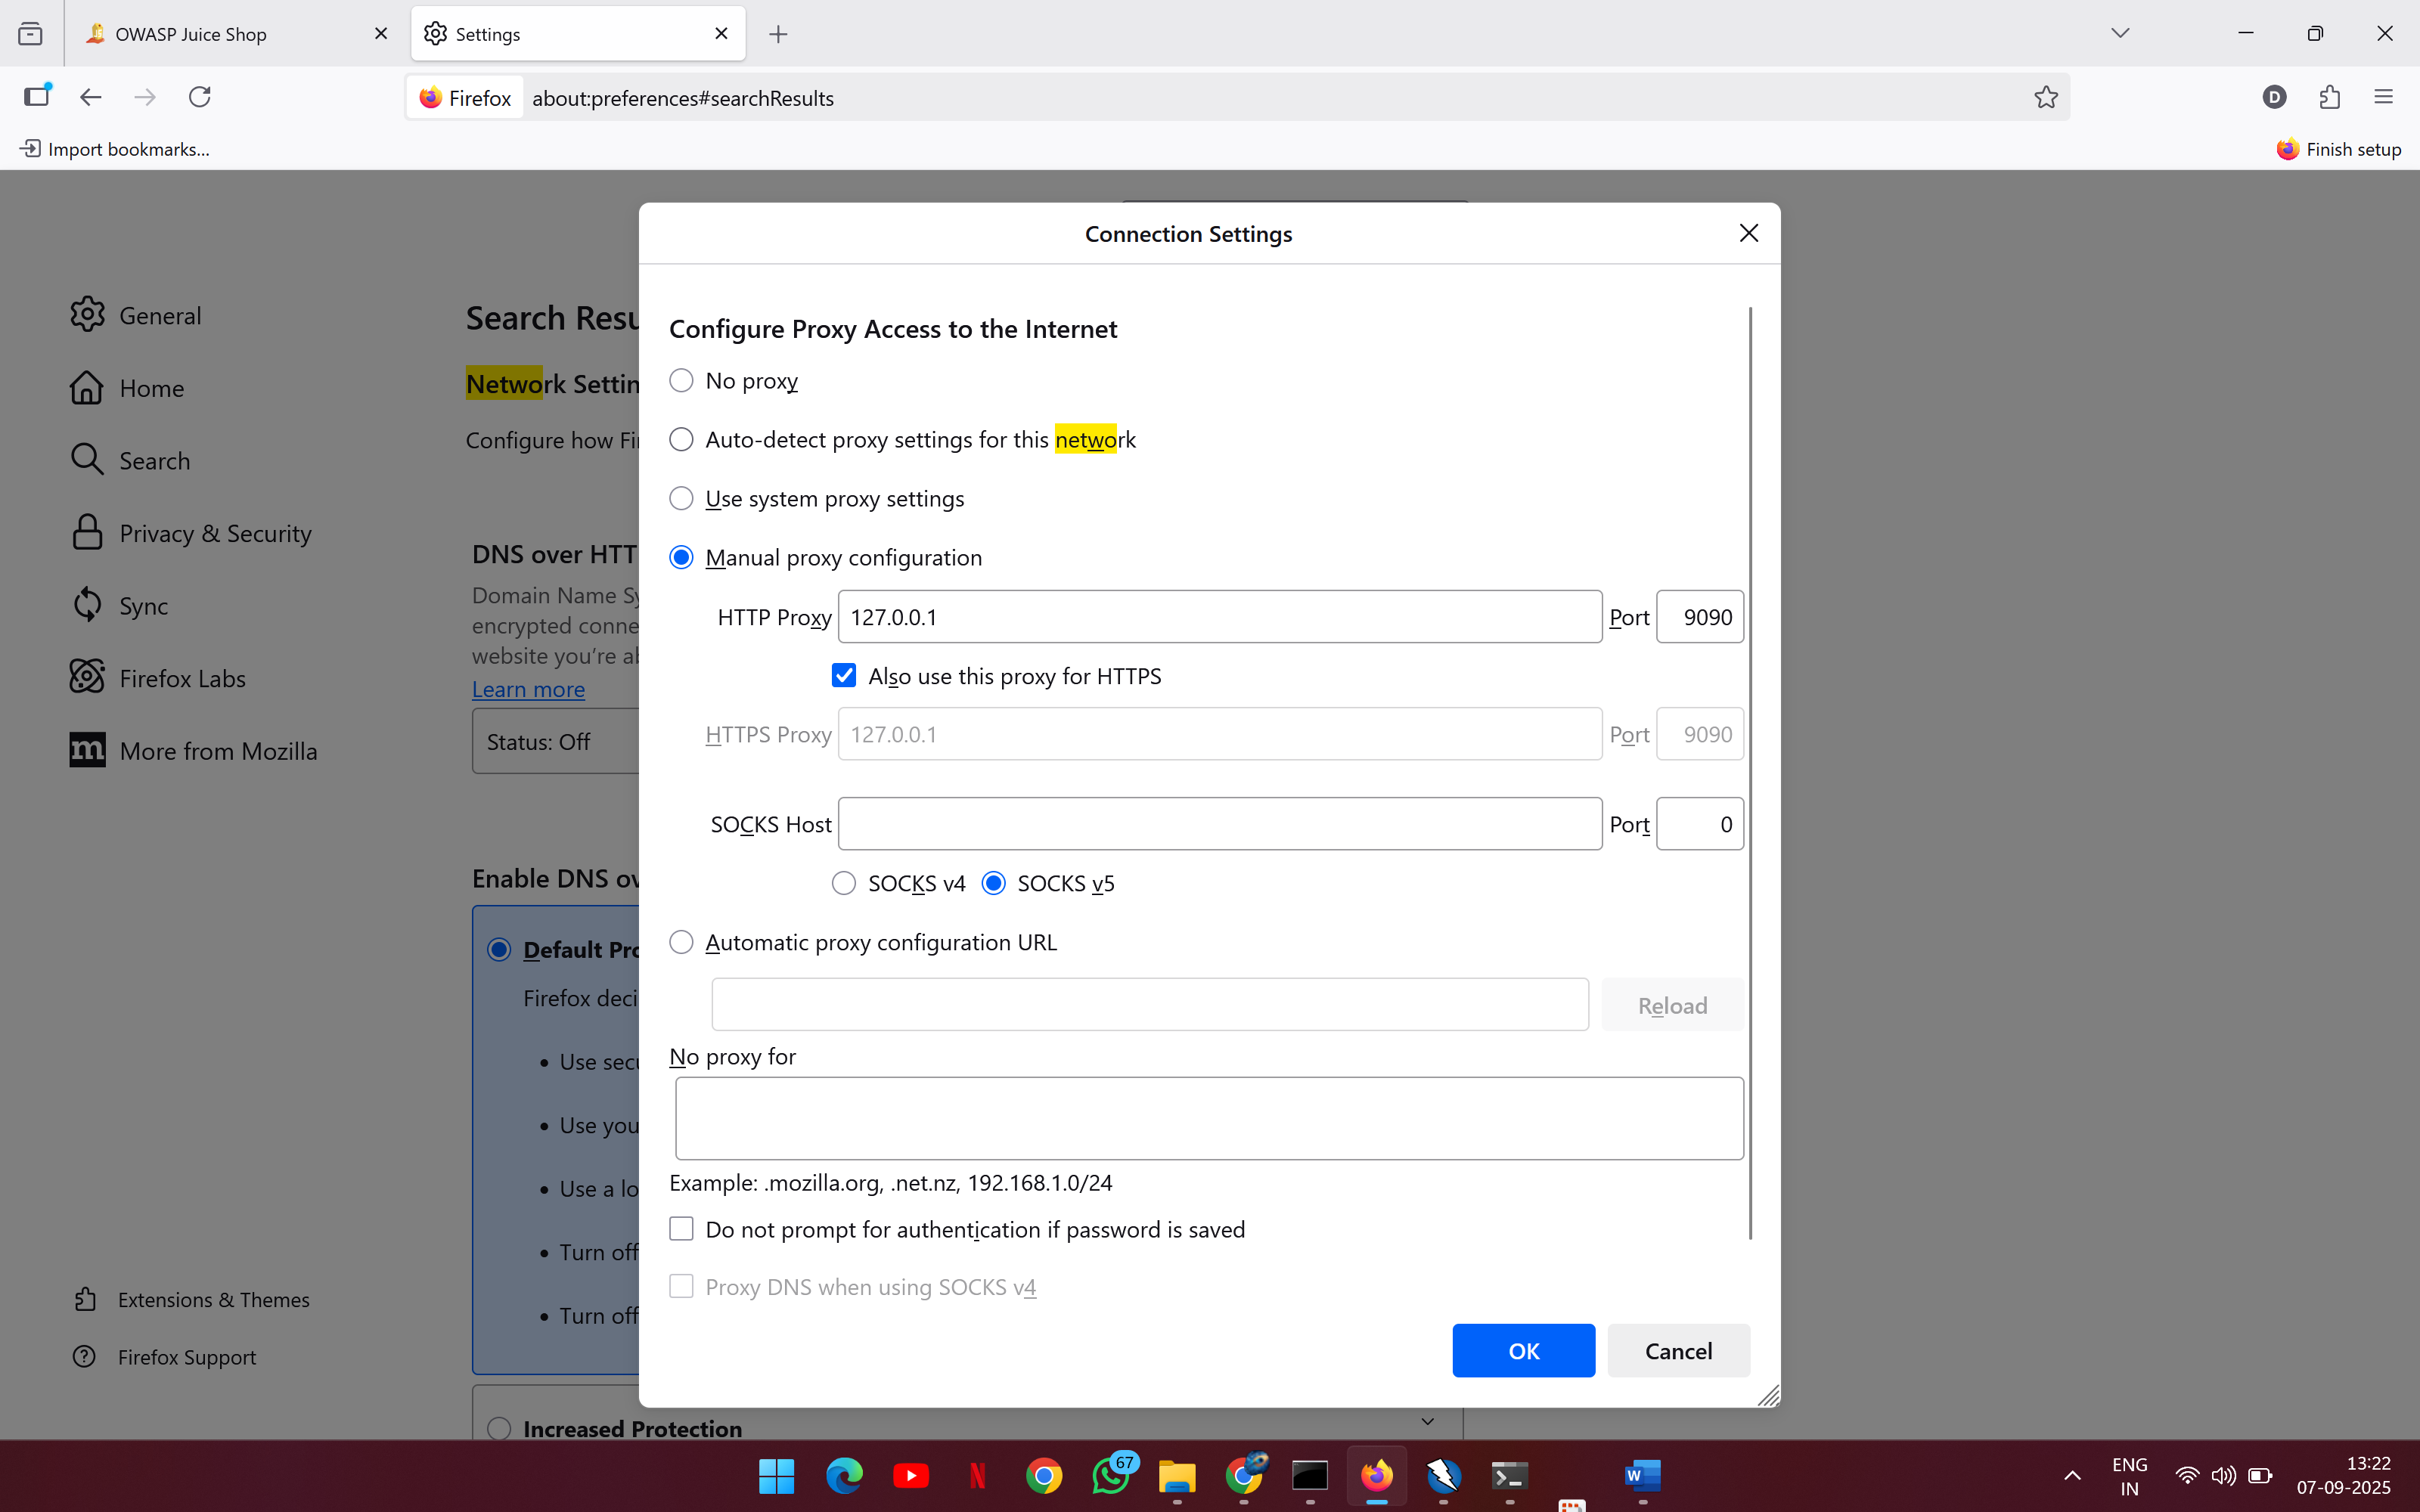 OWASP Juice Shop
Settings
Firefox about:preferences#searchResults
D
Import bookmarks...
Finish setup
General
Home
Search
Privacy & Security
Sync
Firefox Labs
m More from Mozilla
Extensions & Themes
Firefox Support
Search Resu
Network Settin
Configure how Fi
DNS over HTT
Domain Name Sy
encrypted conne
website you're a
Learn more
Status: Off
Enable DNS ov
Default Pro
Firefox deci
• Use secu
• Use you
• Use a lo
• Turn off
• Turn off
Increased Protection
Connection Settings
Configure Proxy Access to the Internet
No proxy
Auto-detect proxy settings for this network
Use system proxy settings
Manual proxy configuration
HTTP Proxy 127.0.0.1 Port 9090
Also use this proxy for HTTPS
HTTPS Proxy 127.0.0.1 Port 9090
SOCKS Host Port 0
SOCKS v4 SOCKS v5
Automatic proxy configuration URL
Reload
No proxy for
Example: .mozilla.org, .net.nz, 192.168.1.0/24
Do not prompt for authentication if password is saved
Proxy DNS when using SOCKS v4
OK Cancel
N
67
W
ENG
IN
13:22
07-09-2025